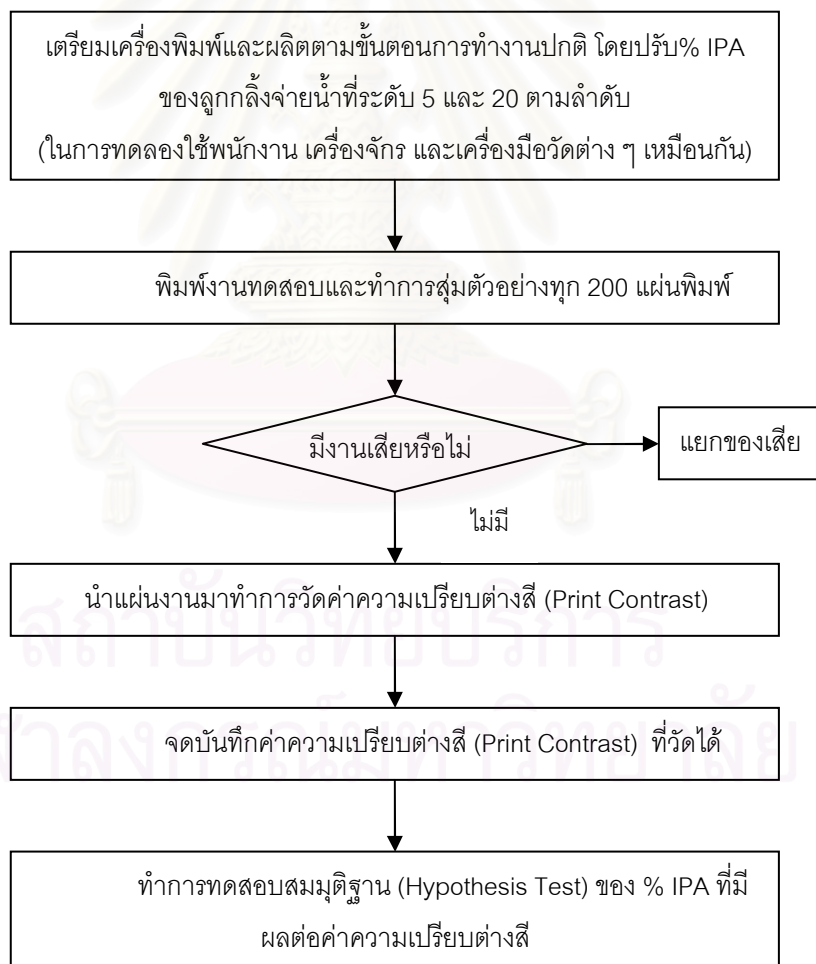 เตรียมเครื่องพิมพ์และผลิตตามขั้นตอนการทำงานปกติ โดยปรับ% IPA
ของลูกกลิ้งจ่ายน้ำที่ระดับ 5 และ 20 ตามลำดับ
(ในการทดลองใช้พนักงาน เครื่องจักร และเครื่องมือวัดต่าง ๆ เหมือนกัน)
พิมพ์งานทดสอบและทำการสุ่มตัวอย่างทุก 200 แผ่นพิมพ์
มีงานเสียหรือไม่
แยกของเสีย
ไม่มี
นำแผ่นงานมาทำการวัดค่าความเปรียบต่างสี (Print Contrast)
สถาบันวิทยบริการ
จดบันทึกค่าความเปรียบต่างสี (Print Contrast) ที่วัดได้
ทำการทดสอบสมมุติฐาน (Hypothesis Test) ของ % IPA ที่มี
ผลต่อค่าความเปรียบต่างสี